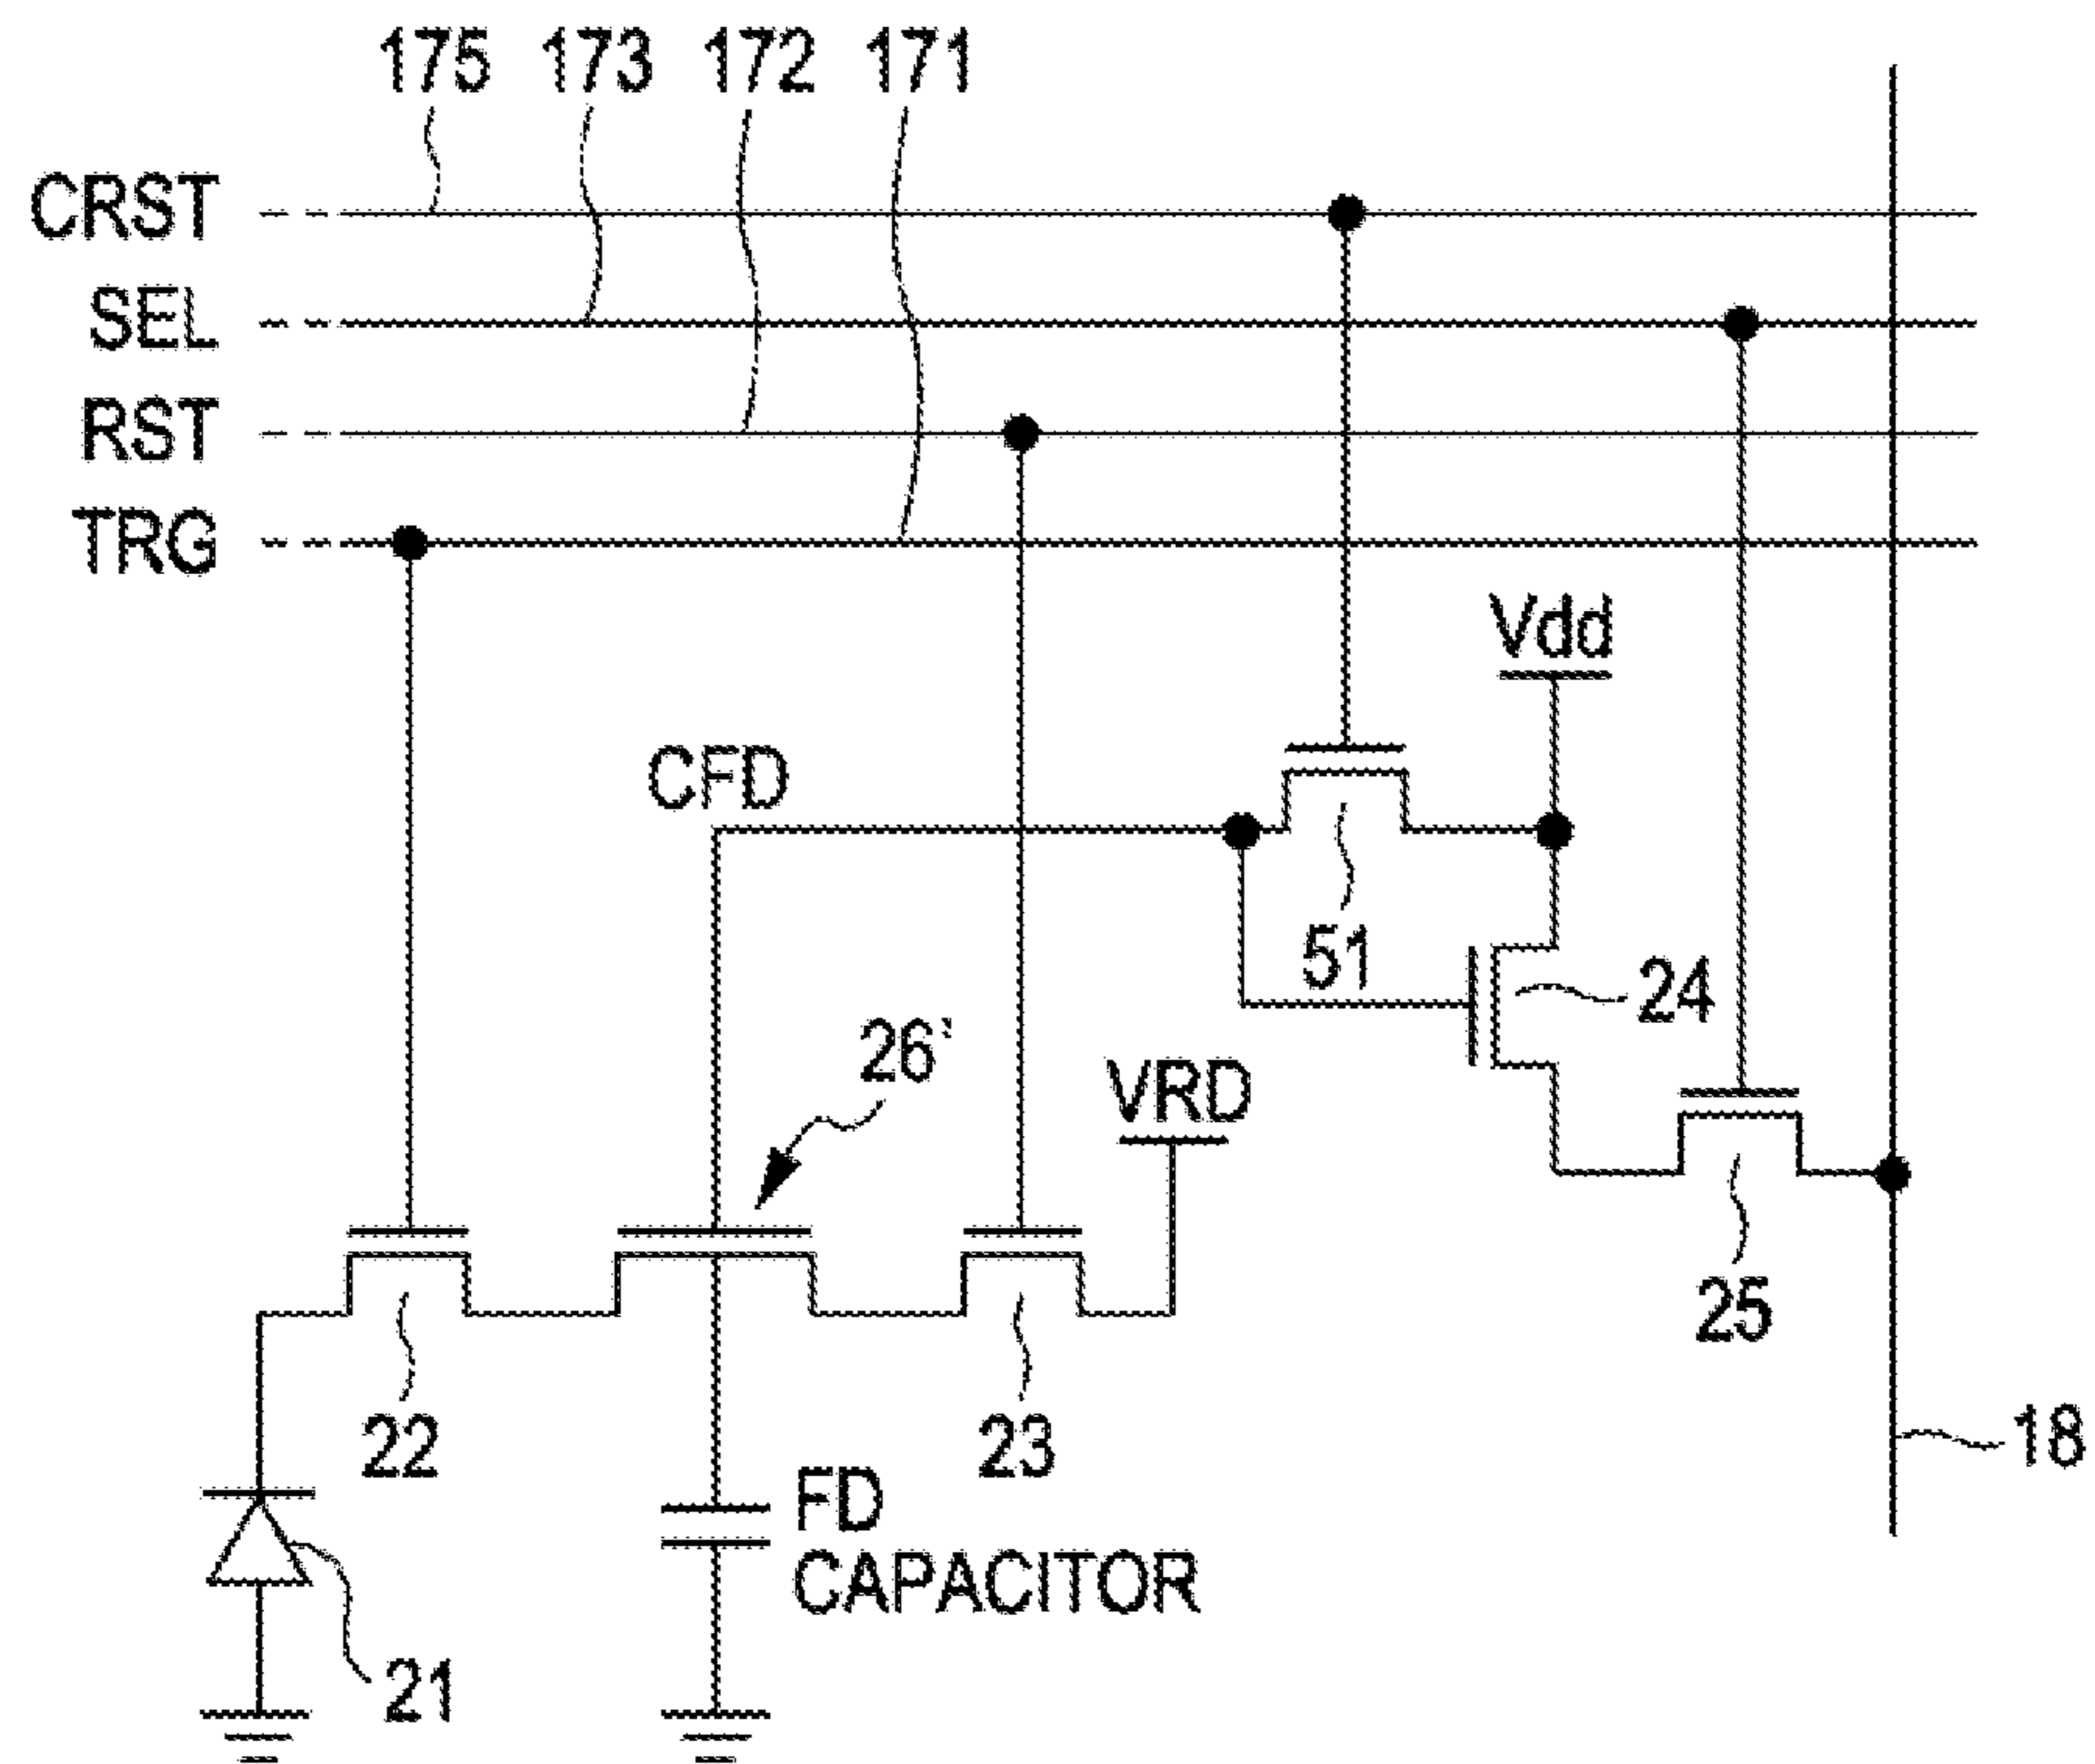 175 173 172 171
CRST
SEL
RST
TRG
Vdd
CFD
51
24
26'
VRD
25
22
23
18
FD
CAPACITOR
21